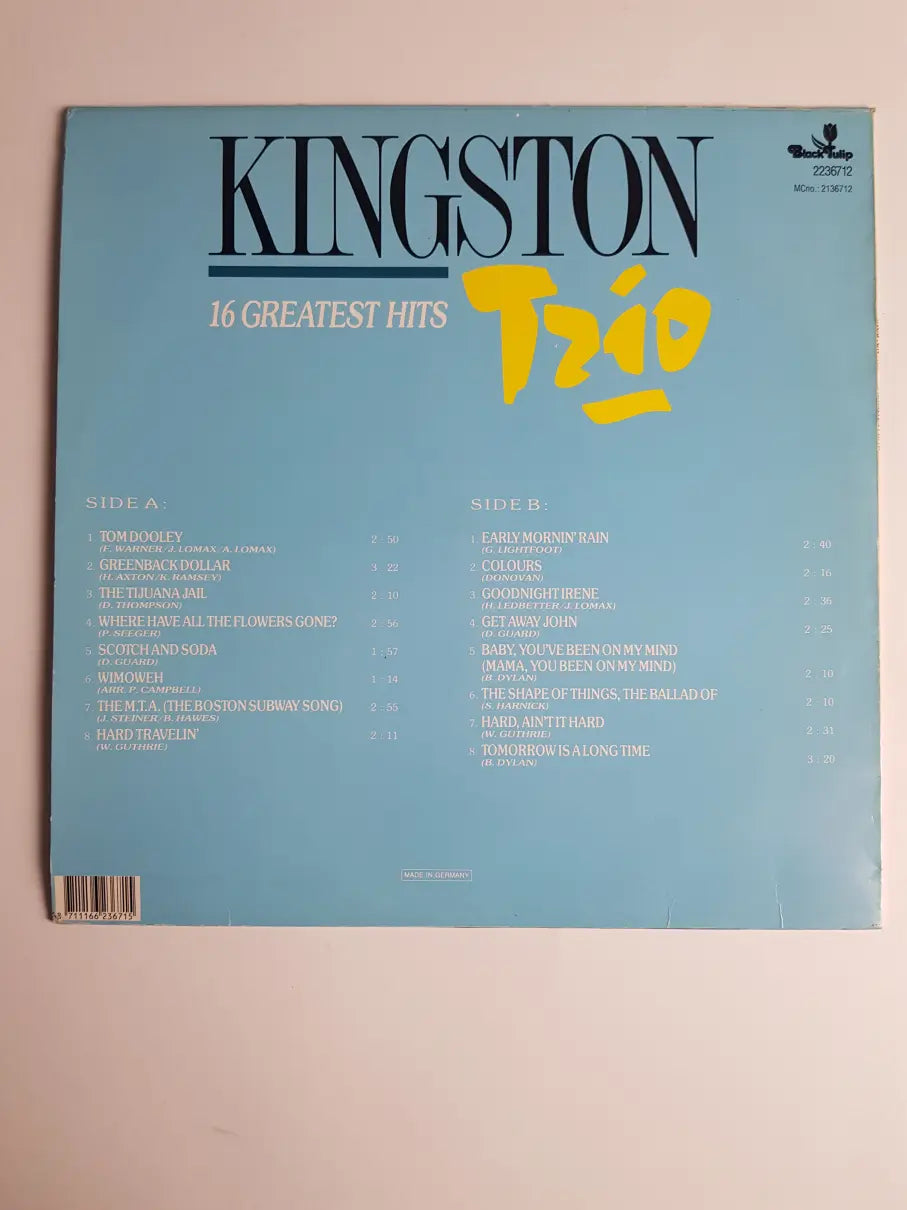 KINGSTON
Trio
16 GREATEST HITS
Black Tulip
2236712
MCno.: 2136712
SIDE A:
1. TOM DOOLEY 2:50
(F. WARNER/J. LOMAX/A. LOMAX)
2. GREENBACK DOLLAR 3:22
(H. AXTON/K. RAMSEY)
3. THE TIJUANA JAIL 2:10
(D. THOMPSON)
4. WHERE HAVE ALL THE FLOWERS GONE? 2:56
(P. SEEGER)
5. SCOTCH AND SODA 1:57
(D. GUARD)
6. WIMOWEH 1:14
(ARR. P. CAMPBELL)
7. THE M.T.A. (THE BOSTON SUBWAY SONG) 2:55
(J. STEINER/B. HAWES)
8. HARD TRAVELIN' 2:11
(W. GUTHRIE)
SIDE B:
1. EARLY MORNIN' RAIN 2:40
(G. LIGHTFOOT)
2. COLOURS 2:16
(DONOVAN)
3. GOODNIGHT IRENE 2:36
(H. LEDBETTER/J. LOMAX)
4. GET AWAY JOHN 2:25
(D. GUARD)
5. BABY, YOU'VE BEEN ON MY MIND
(MAMA, YOU BEEN ON MY MIND)
(B. DYLAN) 2:10
6. THE SHAPE OF THINGS, THE BALLAD OF 2:10
(S. HARNICK)
7. HARD, AIN'T IT HARD 2:31
(W. GUTHRIE)
8. TOMORROW IS A LONG TIME 3:20
(B. DYLAN)
MADE IN GERMANY
8 711166 236715